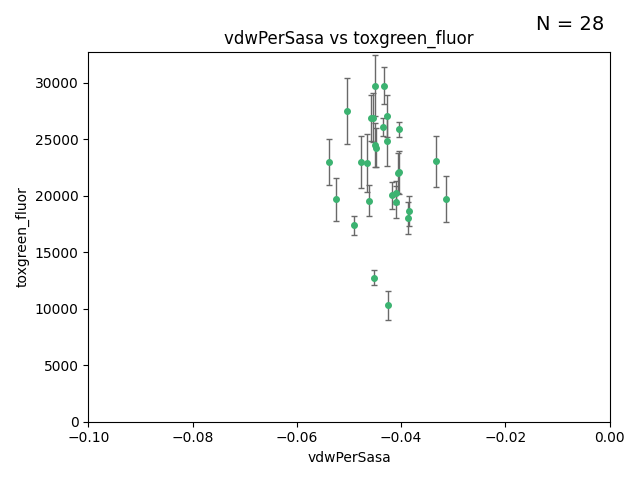 N = 28
vdwPerSasa vs toxgreen_fluor
30000
25000
20000
15000
10000
5000
0
toxgreen_fluor
−0.10 −0.08 −0.06 −0.04 −0.02 0.00
vdwPerSasa